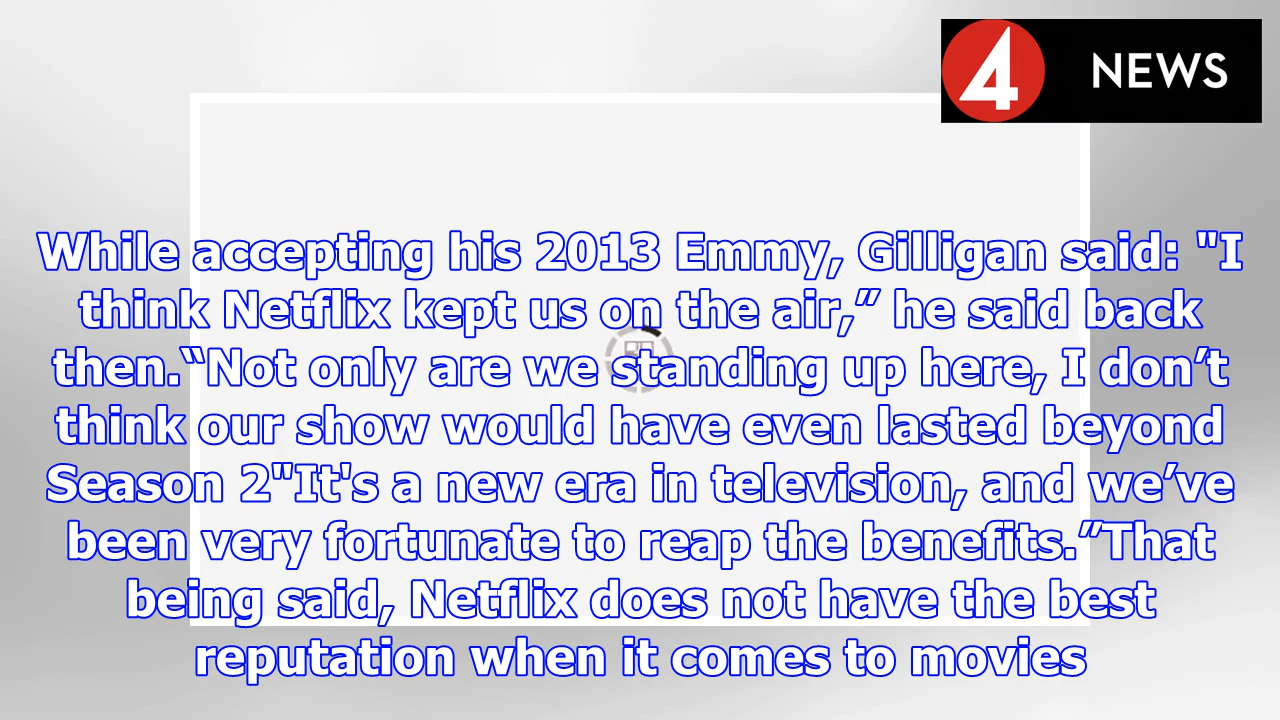 4 NEWS
While accepting his 2013 Emmy, Gilligan said: "I
think Netflix kept us on the air,” he said back
then.“Not only are we standing up here, I don’t
think our show would have even lasted beyond
Season 2"It's a new era in television, and we’ve
been very fortunate to reap the benefits.”That
being said, Netflix does not have the best
reputation when it comes to movies